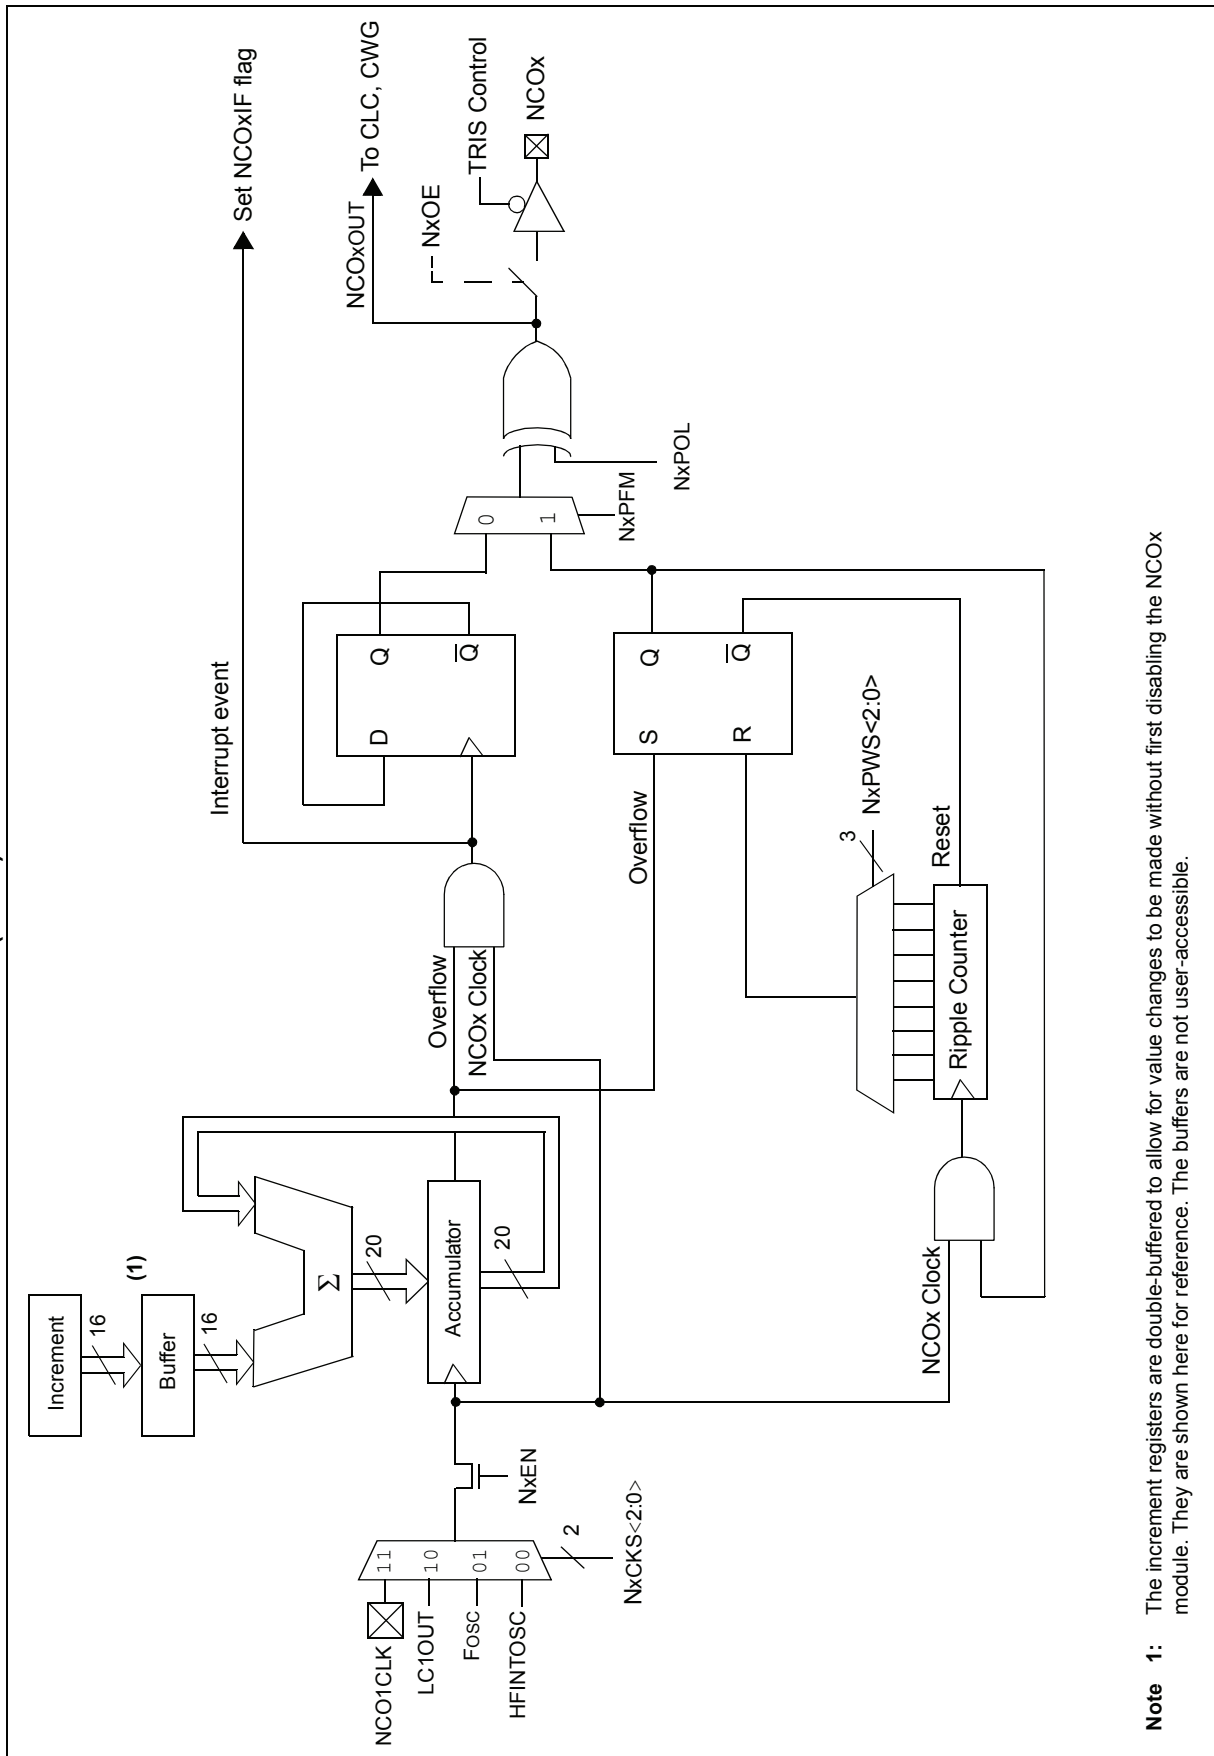 Increment
16
Buffer
(1)
16
Σ
20
Accumulator
20
NCO1CLK
LC1OUT
FOSC
HFINTOSC
11
10
01
00
2
NxCKS<2:0>
NxEN
Overflow
NCOx Clock
Interrupt event
Set NCOxIF flag
D
Q
Q
Overflow
S
Q
R
Q
NCOx Clock
Ripple Counter
Reset
3
NxPWS<2:0>
0
1
NxPFM
NxPOL
NCOxOUT
To CLC, CWG
NxOE
TRIS Control
NCOx
Note 1: The increment registers are double-buffered to allow for value changes to be made without first disabling the NCOx
module. They are shown here for reference. The buffers are not user-accessible.